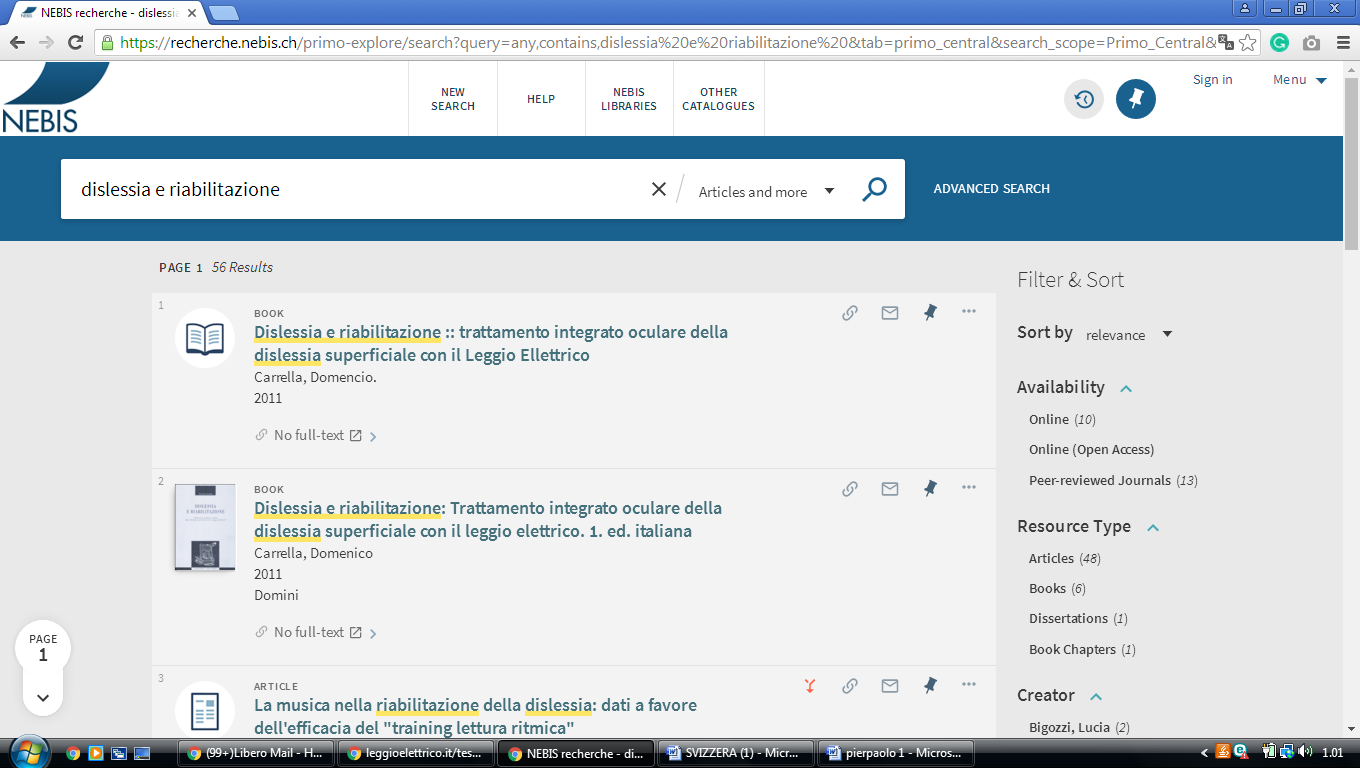 NEBIS recherche - dislessia
https://recherche.nebis.ch/primo-explore/search?query=any,contains,dislessia%20e%20riabilitazione%20&tab=primo_central&search_scope=Primo_Central&
NEBIS
NEW SEARCH
HELP
NEBIS LIBRARIES
OTHER CATALOGUES
Sign in
Menu
dislessia e riabilitazione
Articles and more
ADVANCED SEARCH
PAGE 1 56 Results
1
BOOK
Dislessia e riabilitazione :: trattamento integrato oculare della
dislessia superficiale con il Leggio Ellettrico
Carrella, Domencio.
2011
No full-text
2
BOOK
Dislessia e riabilitazione: Trattamento integrato oculare della
dislessia superficiale con il leggio elettrico. 1. ed. italiana
Carrella, Domenico
2011
Domini
No full-text
DISLESSIA
E RIABILITAZIONE
3
ARTICLE
La musica nella riabilitazione della dislessia: dati a favore
dell'efficacia del "training lettura ritmica"
Filter & Sort
Sort by relevance
Availability
Online (10)
Online (Open Access)
Peer-reviewed Journals (13)
Resource Type
Articles (48)
Books (6)
Dissertations (1)
Book Chapters (1)
Creator
Bigozzi, Lucia (2)
PAGE
1
(99+)Libero Mail - H...
leggioelettrico.it/tes...
NEBIS recherche - di...
SVIZZERA (1) - Micr...
pierpaolo 1 - Micros...
1.01